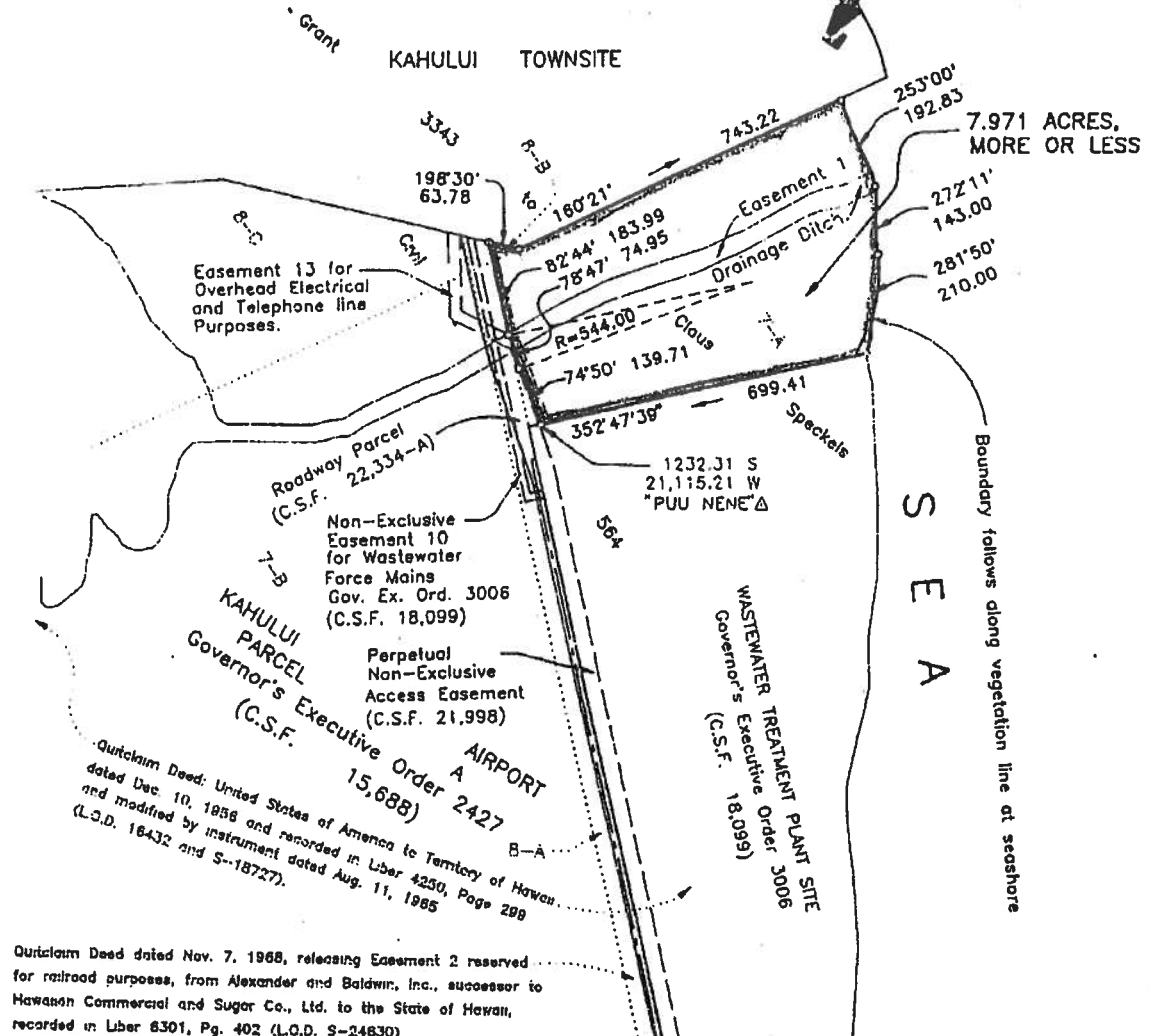 Grant
KAHULUI TOWNSITE
3343
8-B
to
198°30'
63.78
160°21'
743.22
253°00'
192.83
7.971 ACRES,
MORE OR LESS
Easement 1
Drainage Ditch
272°11'
143.00
281°50'
210.00
8-C
Civil
Easement 13 for
Overhead Electrical
and Telephone line
Purposes.
82°44' 183.99
78°47' 74.95
R=544.00
74°50' 139.71
Claus
7-A
Spreckels
699.41
352°47'39"
1232.31 S
21,115.21 W
"PUU NENE"
Roadway Parcel
(C.S.F. 22,334-A)
Non-Exclusive
Easement 10
for Wastewater
Force Mains
Gov. Ex. Ord. 3006
(C.S.F. 18,099)
564
7-B
KAHULUI
PARCEL
Governor's Executive Order 2427
(C.S.F.
15,688)
AIRPORT
A
Perpetual
Non-Exclusive
Access Easement
(C.S.F. 21,998)
8-A
WASTEWATER TREATMENT PLANT SITE
Governor's Executive Order 3006
(C.S.F. 18,099)
SEA
Boundary follows along vegetation line at seashore
Quitclaim Deed: United States of America to Territory of Hawaii
dated Dec. 10, 1956 and recorded in Liber 4250, Page 299
and modified by instrument dated Aug. 11, 1965
(L.O.D. 16432 and S-18727).
Quitclaim Deed dated Nov. 7, 1968, releasing Easement 2 reserved
for railroad purposes, from Alexander and Baldwin, Inc., successor to
Hawaiian Commercial and Sugar Co., Ltd. to the State of Hawaii,
recorded in Liber 6301, Pg. 402 (L.O.D. S-24630)